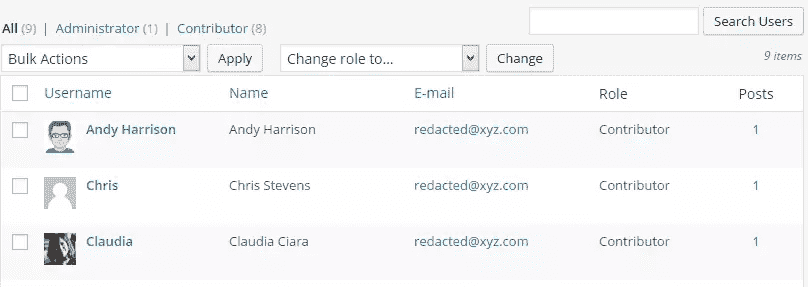 All (9) | Administrator (1) | Contributor (8)
Search Users
Bulk Actions Apply Change role to... Change 9 items
Username Name E-mail Role Posts
Andy Harrison Andy Harrison redacted@xyz.com Contributor 1
Chris Chris Stevens redacted@xyz.com Contributor 1
Claudia Claudia Ciara redacted@xyz.com Contributor 1